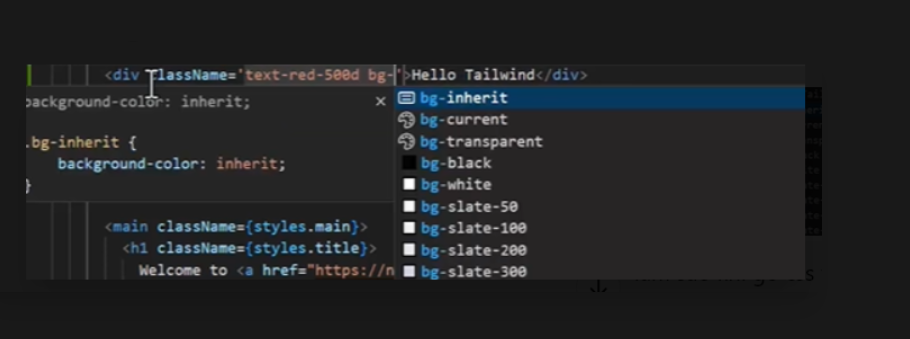 <div className='text-red-500d bg-'>Hello Tailwind</div>
background-color: inherit; ×
.bg-inherit {
background-color: inherit;
}
bg-inherit
bg-current
bg-transparent
bg-black
bg-white
bg-slate-50
bg-slate-100
bg-slate-200
bg-slate-300
<main className={styles.main}>
<h1 className={styles.title}>
Welcome to <a href="https://n